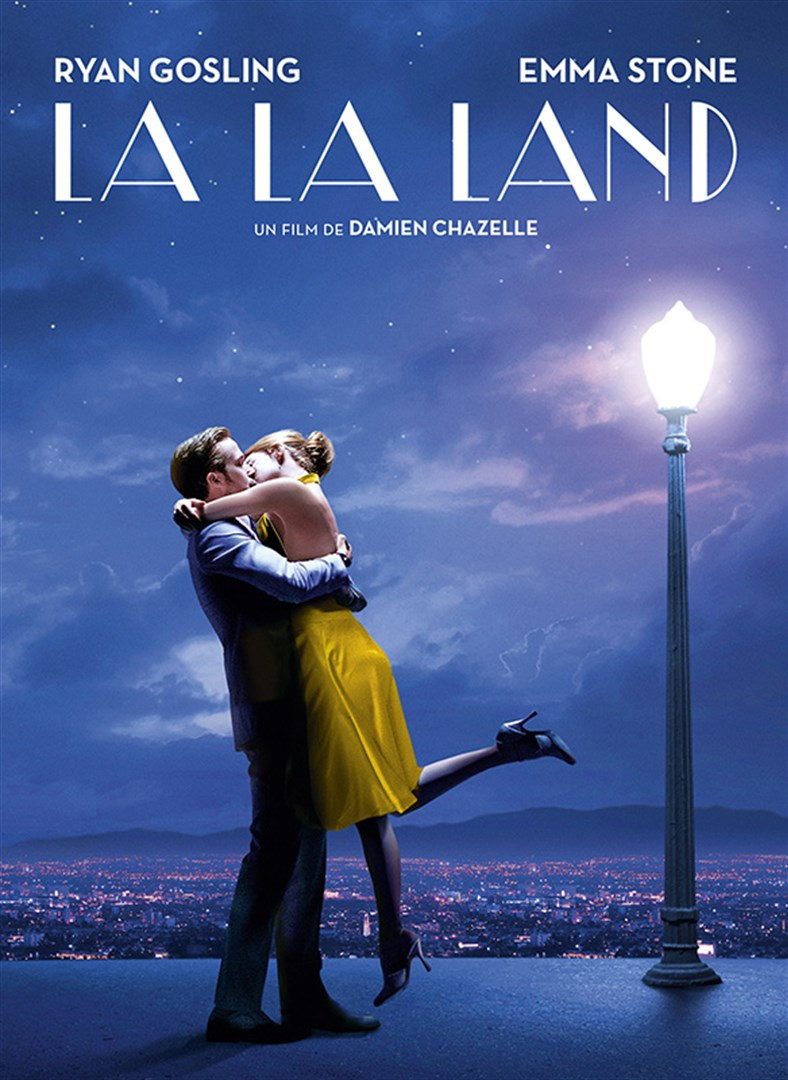 RYAN GOSLING EMMA STONE
LA LA LAND
UN FILM DE DAMIEN CHAZELLE